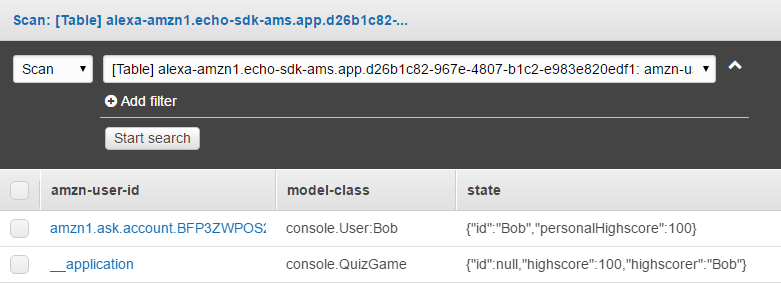 Scan: [Table] alexa-amzn1.echo-sdk-ams.app.d26b1c82-...
Scan [Table] alexa-amzn1.echo-sdk-ams.app.d26b1c82-967e-4807-b1c2-e983e820edf1: amzn-u
Add filter
Start search
amzn-user-id model-class state
amzn1.ask.account.BFP3ZWPOS2 console.User:Bob {"id":"Bob","personalHighscore":100}
__application console.QuizGame {"id":null,"highscore":100,"highscorer":"Bob"}